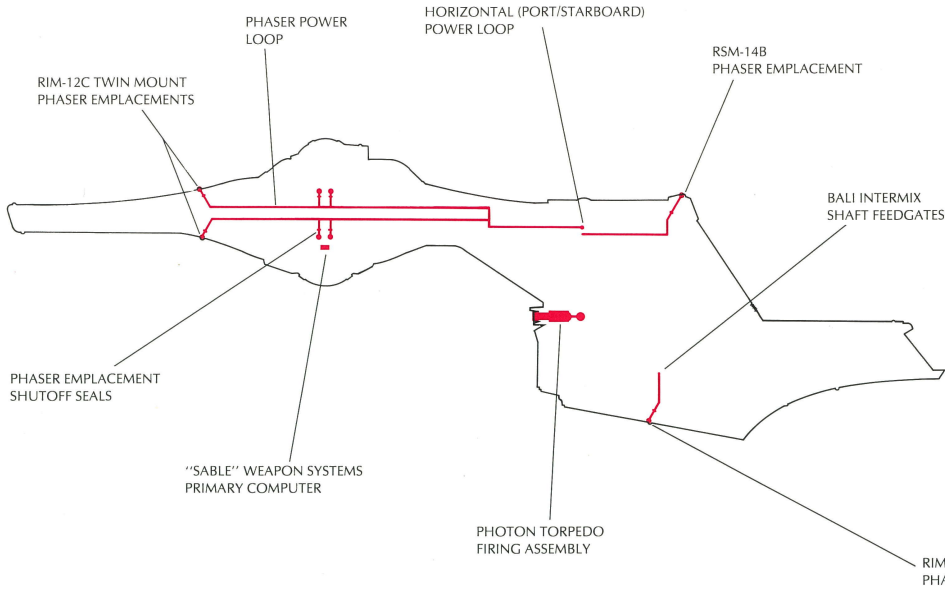 PHASER POWER
LOOP
HORIZONTAL (PORT/STARBOARD)
POWER LOOP
RSM-14B
PHASER EMPLACEMENT
RIM-12C TWIN MOUNT
PHASER EMPLACEMENTS
BALI INTERMIX
SHAFT FEEDGATES
PHASER EMPLACEMENT
SHUTOFF SEALS
"SABLE" WEAPON SYSTEMS
PRIMARY COMPUTER
PHOTON TORPEDO
FIRING ASSEMBLY
RIM
PHA